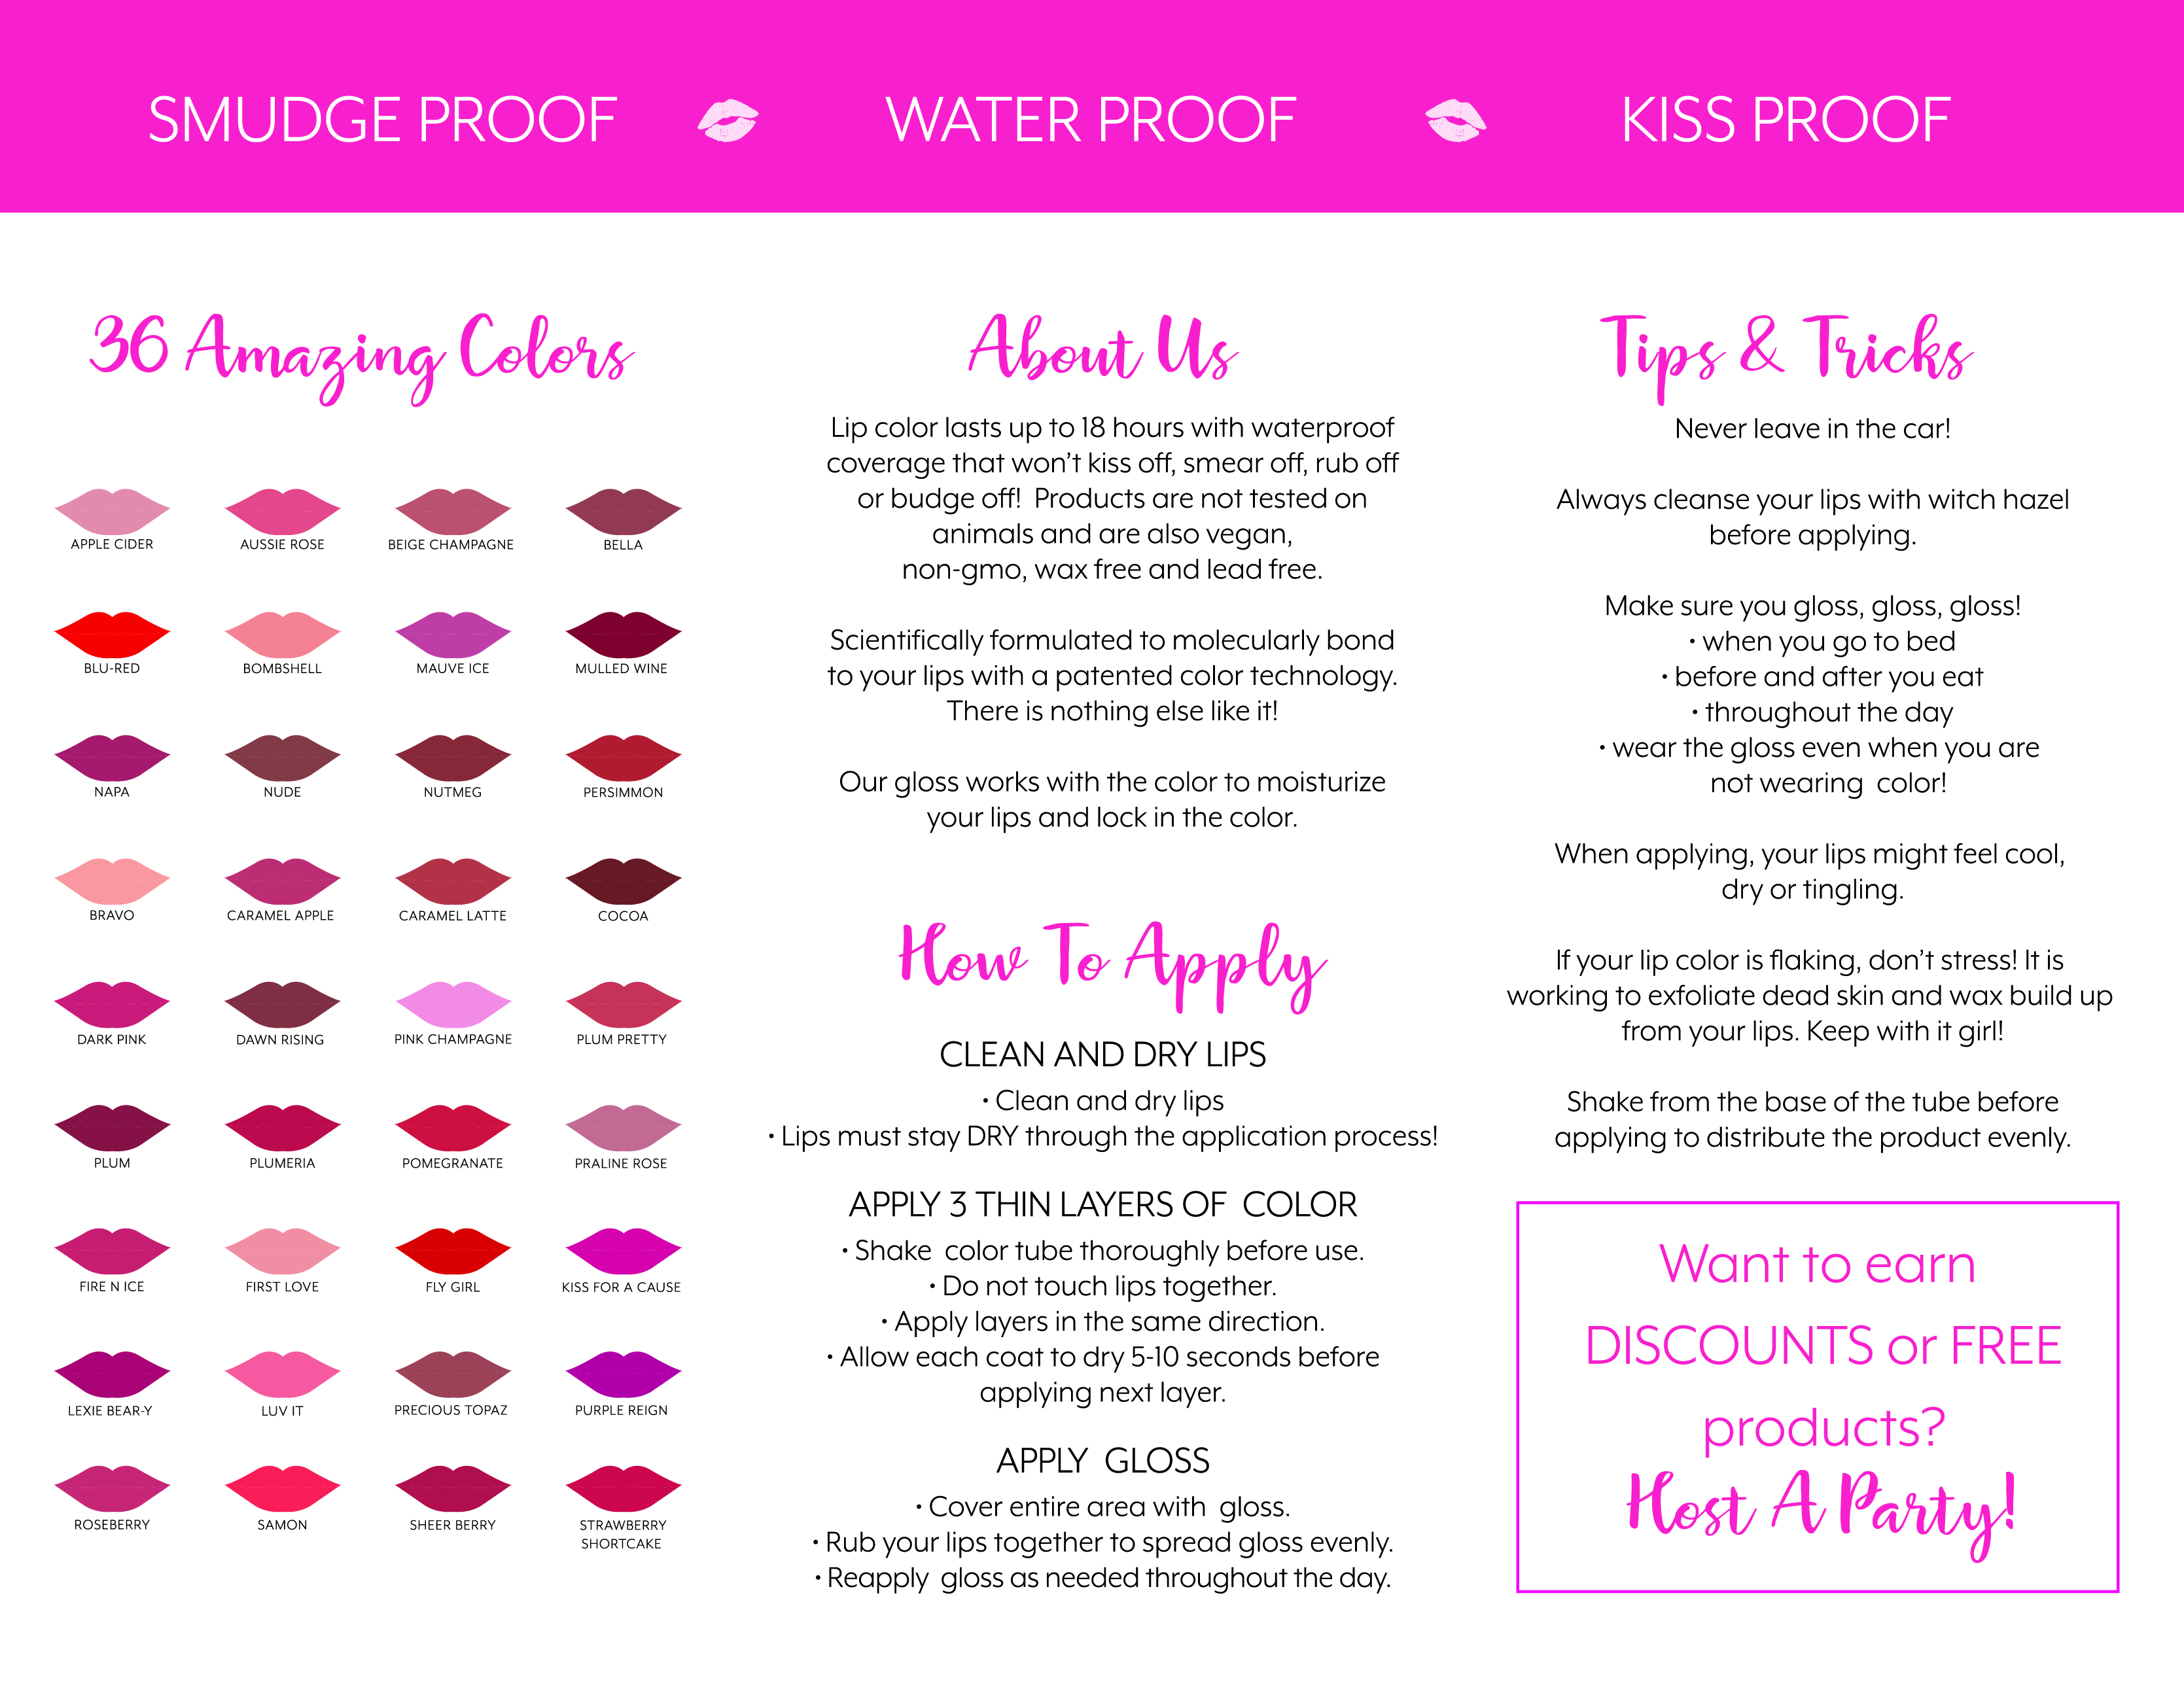 SMUDGE PROOF
WATER PROOF
KISS PROOF
36 Amazing Colors
APPLE CIDER
AUSSIE ROSE
BEIGE CHAMPAGNE
BELLA
BLU-RED
BOMBSHELL
MAUVE ICE
MULLED WINE
NAPA
NUDE
NUTMEG
PERSIMMON
BRAVO
CARAMEL APPLE
CARAMEL LATTE
COCOA
DARK PINK
DAWN RISING
PINK CHAMPAGNE
PLUM PRETTY
PLUM
PLUMERIA
POMEGRANATE
PRALINE ROSE
FIRE N ICE
FIRST LOVE
FLY GIRL
KISS FOR A CAUSE
LEXIE BEAR-Y
LUV IT
PRECIOUS TOPAZ
PURPLE REIGN
ROSEBERRY
SAMON
SHEER BERRY
STRAWBERRY
SHORTCAKE
About Us
Lip color lasts up to 18 hours with waterproof
coverage that won't kiss off, smear off, rub off
or budge off! Products are not tested on
animals and are also vegan,
non-gmo, wax free and lead free.
Scientifically formulated to molecularly bond
to your lips with a patented color technology.
There is nothing else like it!
Our gloss works with the color to moisturize
your lips and lock in the color.
How To Apply
CLEAN AND DRY LIPS
• Clean and dry lips
• Lips must stay DRY through the application process!
APPLY 3 THIN LAYERS OF COLOR
• Shake color tube thoroughly before use.
• Do not touch lips together.
• Apply layers in the same direction.
• Allow each coat to dry 5-10 seconds before
applying next layer.
APPLY GLOSS
• Cover entire area with gloss.
• Rub your lips together to spread gloss evenly.
• Reapply gloss as needed throughout the day.
Tips & Tricks
Never leave in the car!
Always cleanse your lips with witch hazel
before applying.
Make sure you gloss, gloss, gloss!
• when you go to bed
• before and after you eat
• throughout the day
• wear the gloss even when you are
not wearing color!
When applying, your lips might feel cool,
dry or tingling.
If your lip color is flaking, don't stress! It is
working to exfoliate dead skin and wax build up
from your lips. Keep with it girl!
Shake from the base of the tube before
applying to distribute the product evenly.
Want to earn
DISCOUNTS or FREE
products?
Host A Party!